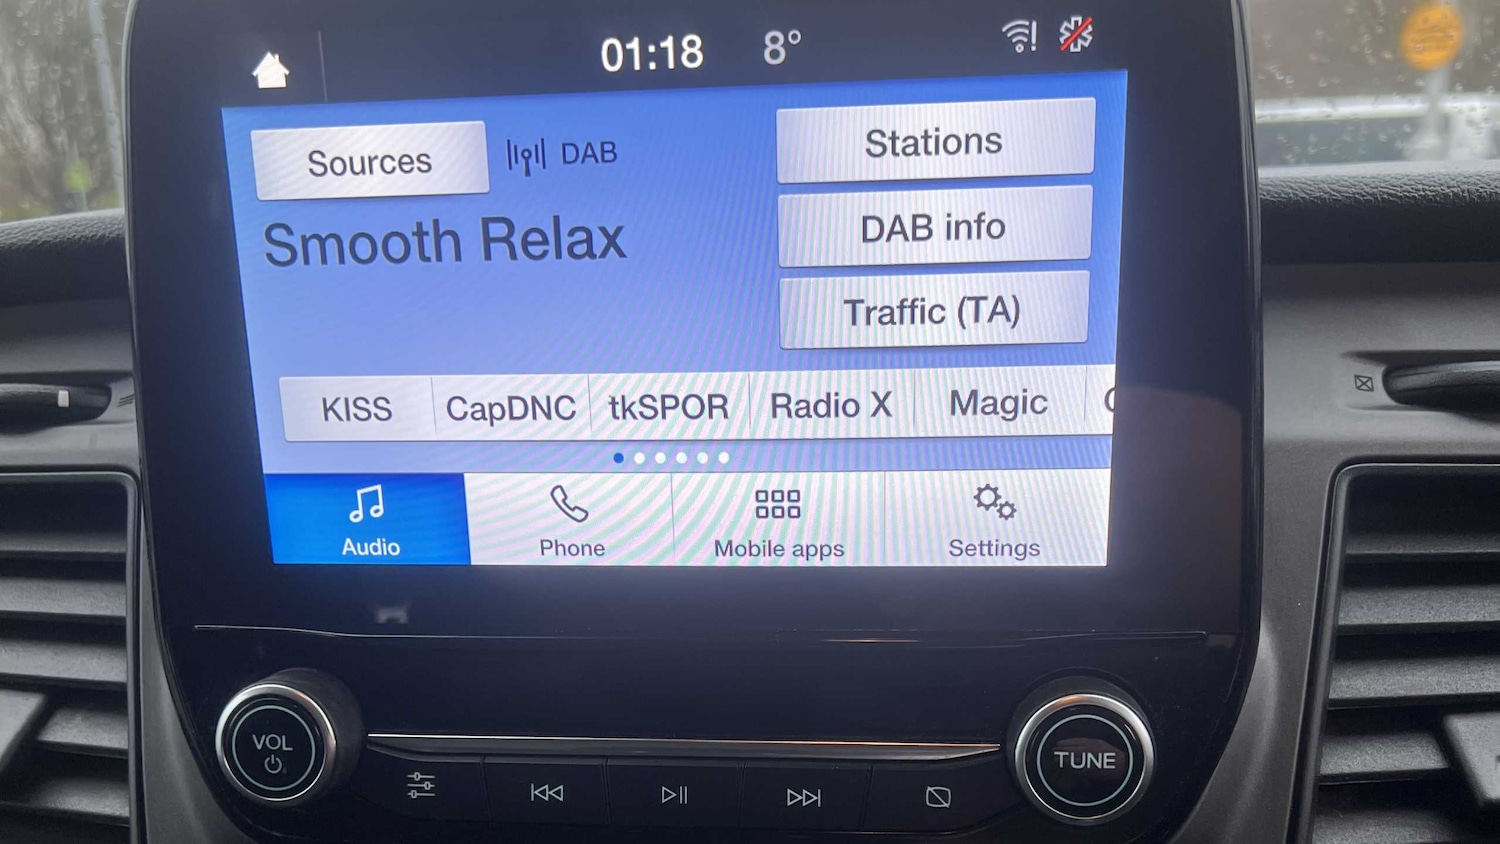 01:18 8°
Sources DAB
Stations
DAB info
Smooth Relax
Traffic (TA)
KISS CapDNC tkSPOR Radio X Magic
Audio Phone Mobile apps Settings
VOL
TUNE